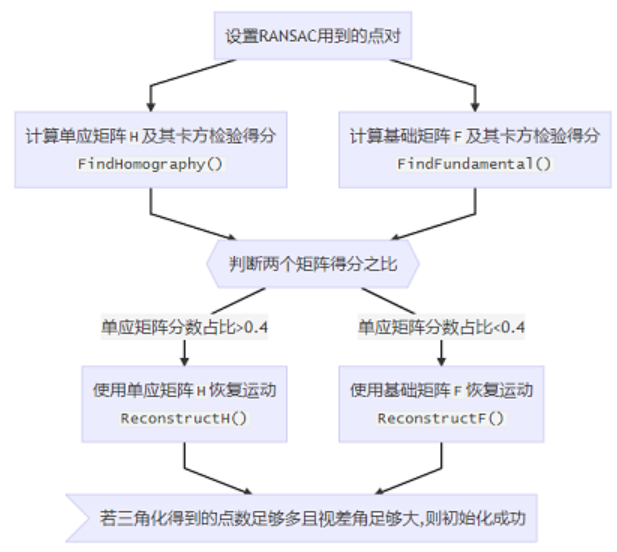 设置RANSAC用到的点对
计算单应矩阵 H 及其卡方检验得分
FindHomography()
计算基础矩阵 F 及其卡方检验得分
FindFundamental()
判断两个矩阵得分之比
单应矩阵分数占比>0.4
单应矩阵分数占比<0.4
使用单应矩阵 H 恢复运动
ReconstructH()
使用基础矩阵 F 恢复运动
ReconstructF()
若三角化得到的点数足够多且视差角足够大,则初始化成功